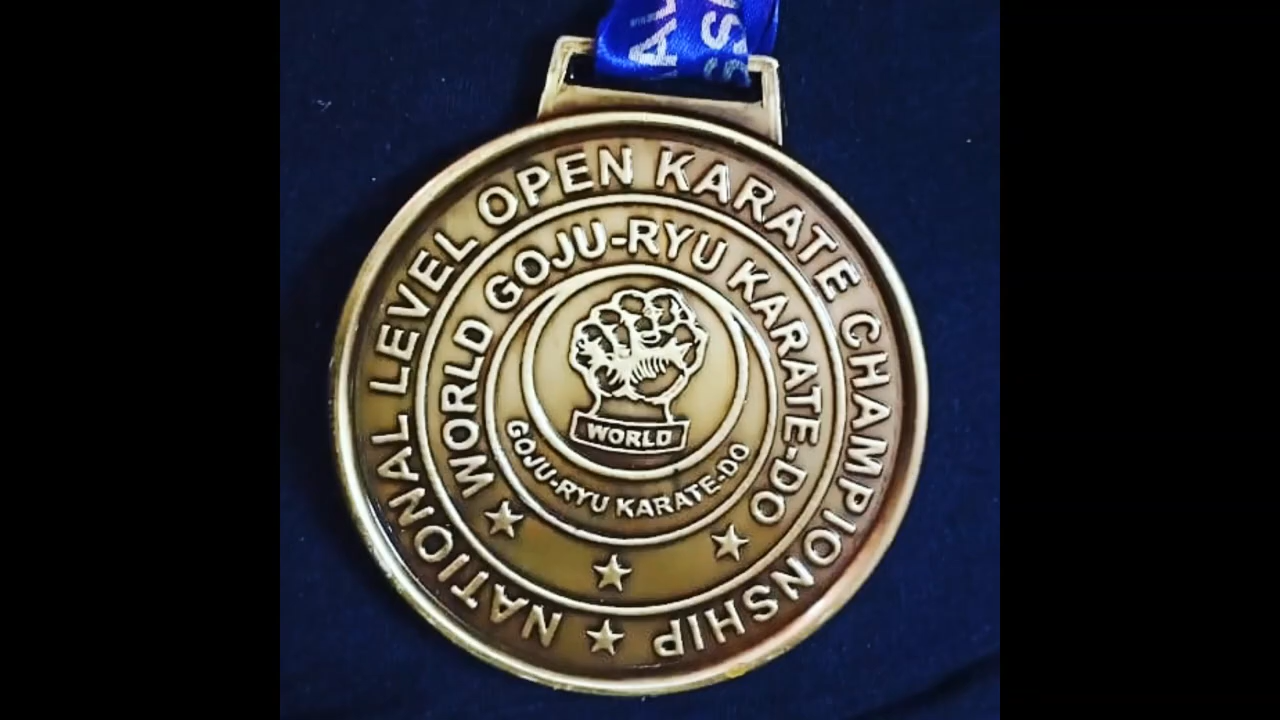 NATIONAL LEVEL OPEN KARATE CHAMPIONSHIP
WORLD GOJU-RYU KARATE-DO
WORLD
GOJU-RYU KARATE-DO